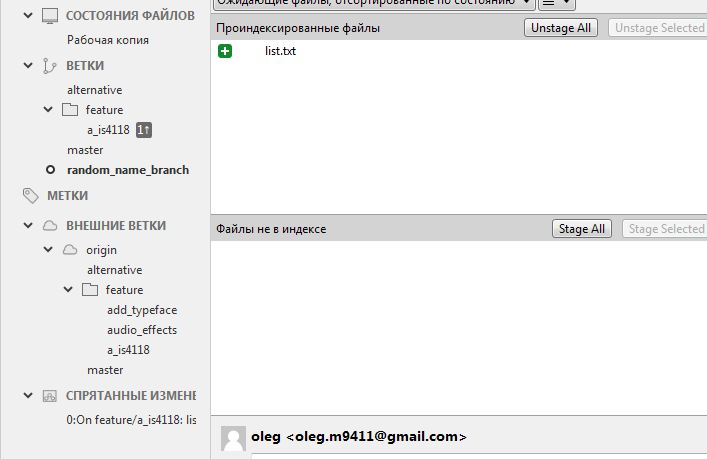 СОСТОЯНИЯ ФАЙЛОВ
Рабочая копия
ВЕТКИ
alternative
feature
a_is4118 1↑
master
random_name_branch
МЕТКИ
ВНЕШНИЕ ВЕТКИ
origin
alternative
feature
add_typeface
audio_effects
a_is4118
master
СПРЯТАННЫЕ ИЗМЕНЕ
0:On feature/a_is4118: lis
Ожидающие файлы, отсортированные по состоянию
Проиндексированные файлы Unstage All Unstage Selected
list.txt
Файлы не в индексе Stage All Stage Selected
oleg <oleg.m9411@gmail.com>